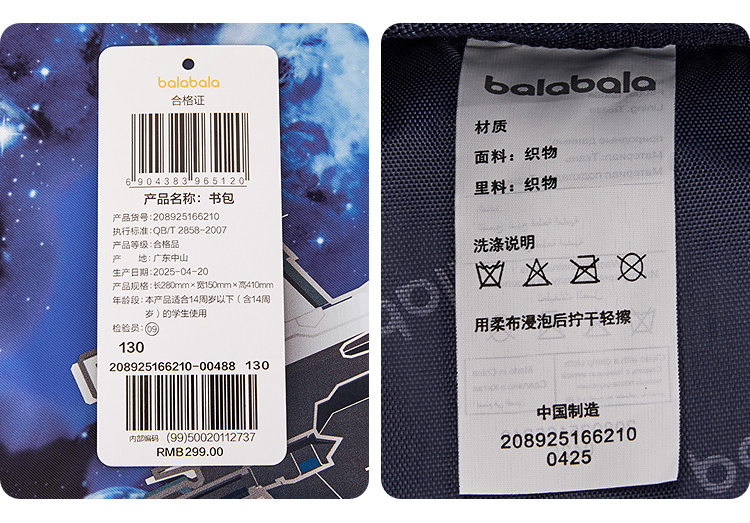 balabala
合格证
6904383965120
产品名称：书包
产品货号：208925166210
执行标准：QB/T 2858-2007
产品等级：合格品
产 地：广东中山
生产日期：2025-04-20
产品规格：长280mm×宽150mm×高410mm
年龄段：本产品适合14周岁以下（含14周
岁）的学生使用
检验员：09
130
208925166210-00488 130
内部编码 (99)50020112737
RMB299.00
balabala
材质
面料：织物
里料：织物
洗涤说明
用柔布浸泡后拧干轻擦
中国制造
208925166210
0425